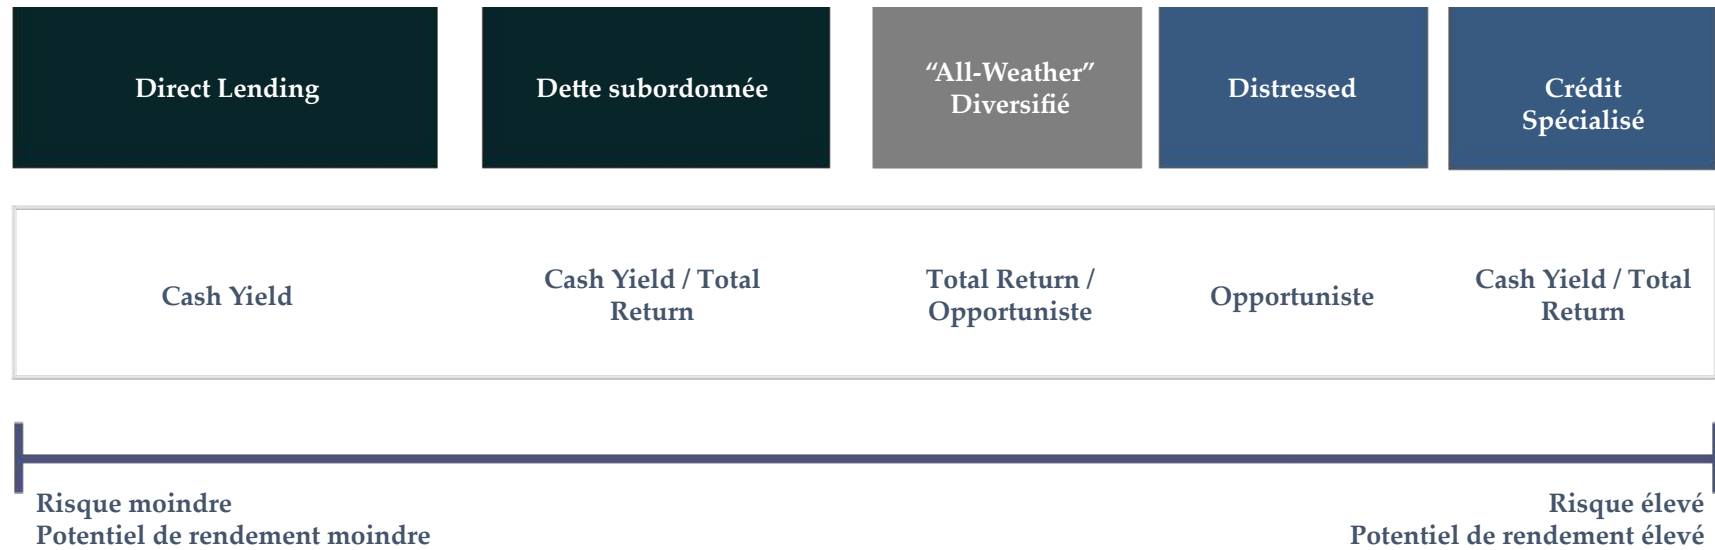 Direct Lending
Dette subordonnée
“All-Weather”
Diversifié
Distressed
Crédit
Spécialisé
Cash Yield
Cash Yield / Total
Return
Total Return /
Opportuniste
Opportuniste
Cash Yield / Total
Return
Risque moindre
Potentiel de rendement moindre
Risque élevé
Potentiel de rendement élevé